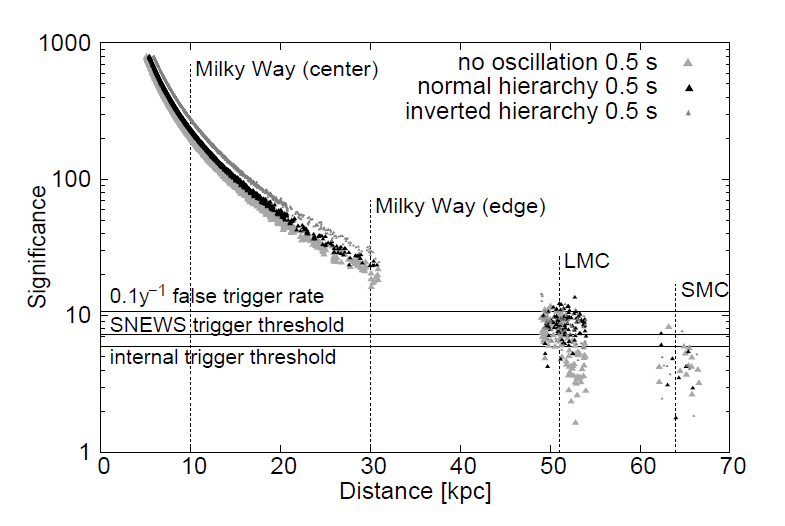 1000
no oscillation 0.5 s
Milky Way (center)
normal hierarchy 0.5 s
inverted hierarchy 0.5 s
100
Milky Way (edge)
Significance
LMC
SMC
0.1y⁻¹ false trigger rate
10
SNEWS trigger threshold
internal trigger threshold
1
0 10 20 30 40 50 60 70
Distance [kpc]